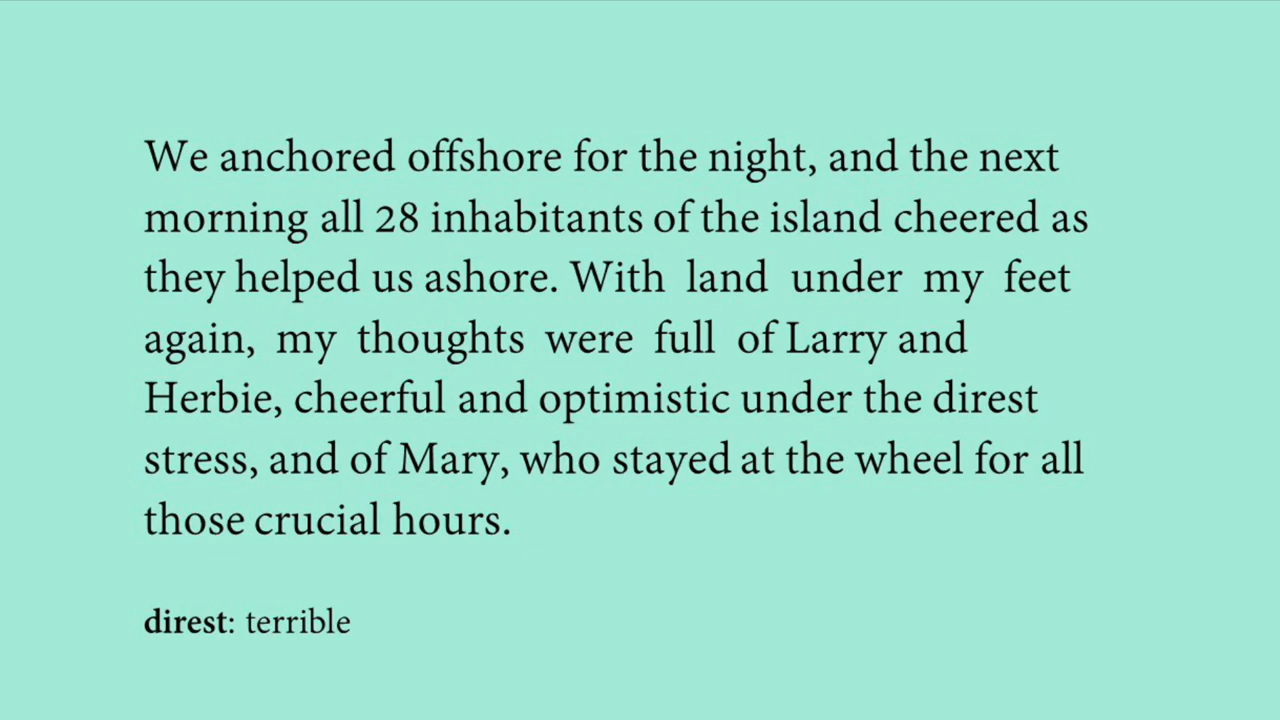 We anchored offshore for the night, and the next
morning all 28 inhabitants of the island cheered as
they helped us ashore. With land under my feet
again, my thoughts were full of Larry and
Herbie, cheerful and optimistic under the direst
stress, and of Mary, who stayed at the wheel for all
those crucial hours.
direst: terrible